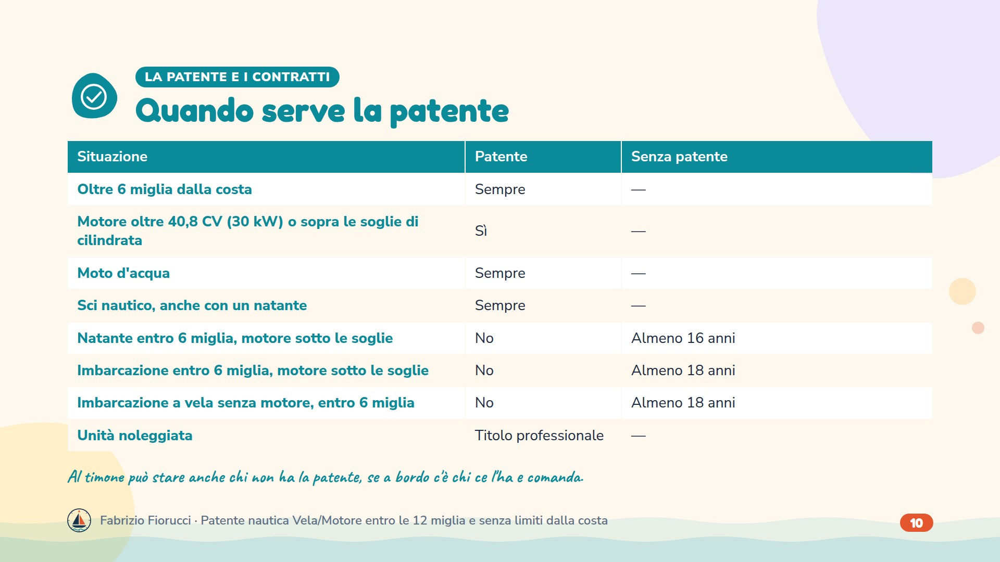 LA PATENTE E I CONTRATTI
Quando serve la patente
Situazione Patente Senza patente
Oltre 6 miglia dalla costa Sempre —
Motore oltre 40,8 CV (30 kW) o sopra le soglie di
cilindrata Sì —
Moto d'acqua Sempre —
Sci nautico, anche con un natante Sempre —
Natante entro 6 miglia, motore sotto le soglie No Almeno 16 anni
Imbarcazione entro 6 miglia, motore sotto le soglie No Almeno 18 anni
Imbarcazione a vela senza motore, entro 6 miglia No Almeno 18 anni
Unità noleggiata Titolo professionale —
Al timone può stare anche chi non ha la patente, se a bordo c'è chi ce l'ha e comanda.
Fabrizio Fiorucci · Patente nautica Vela/Motore entro le 12 miglia e senza limiti dalla costa
10